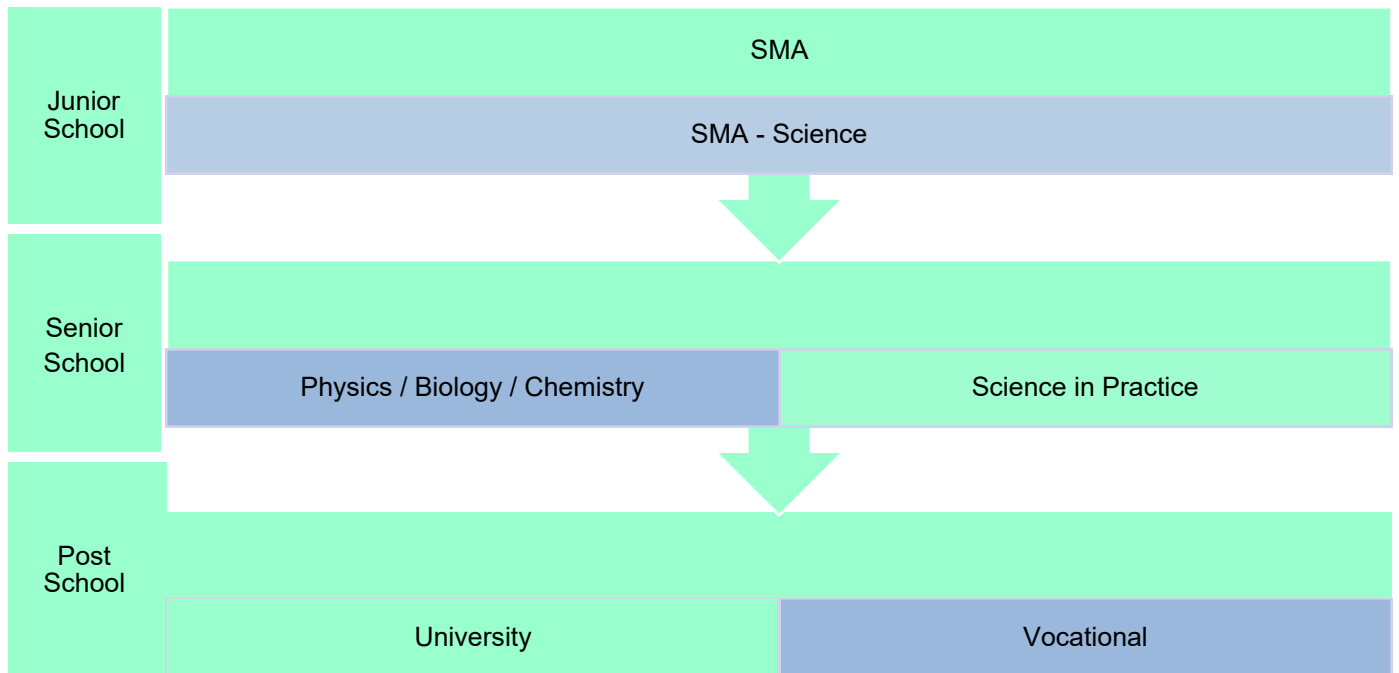 SMA
Junior
School
SMA - Science
Senior
School
Physics / Biology / Chemistry
Science in Practice
Post
School
University
Vocational